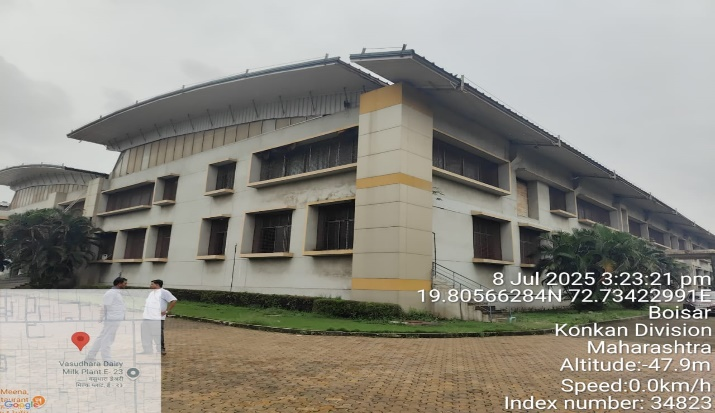 8 Jul 2025 3:23:21 pm
19.80566284N 72.73422991E
Boisar
Konkan Division
Maharashtra
Altitude:-47.9m
Speed:0.0km/h
Index number: 34823
Vasudhara Dairy
Milk Plant E-23
Meena
Google